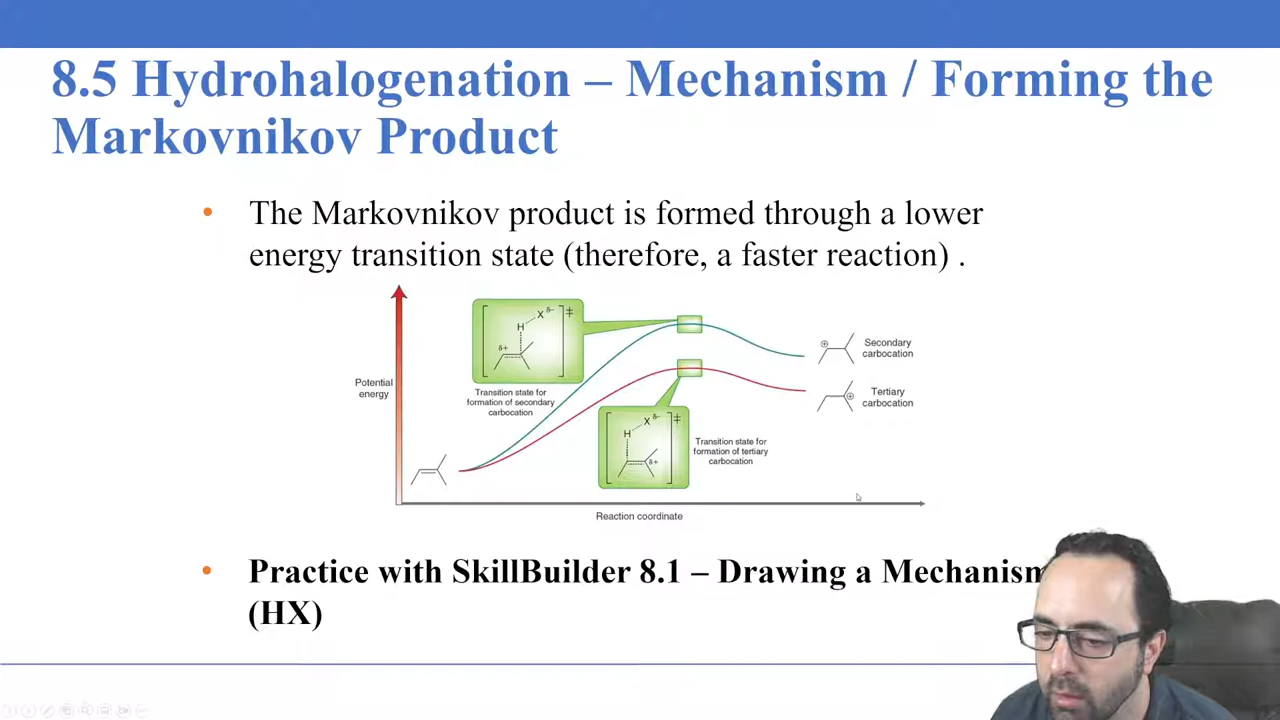 8.5 Hydrohalogenation – Mechanism / Forming the
Markovnikov Product
• The Markovnikov product is formed through a lower
energy transition state (therefore, a faster reaction) .
X δ−
‡
H
δ+
Transition state for
formation of secondary
carbocation
Potential
energy
⊕
Secondary
carbocation
Tertiary
carbocation
⊕
X δ−
‡
H
δ+
Transition state for
formation of tertiary
carbocation
Reaction coordinate
• Practice with SkillBuilder 8.1 – Drawing a Mechanism
(HX)